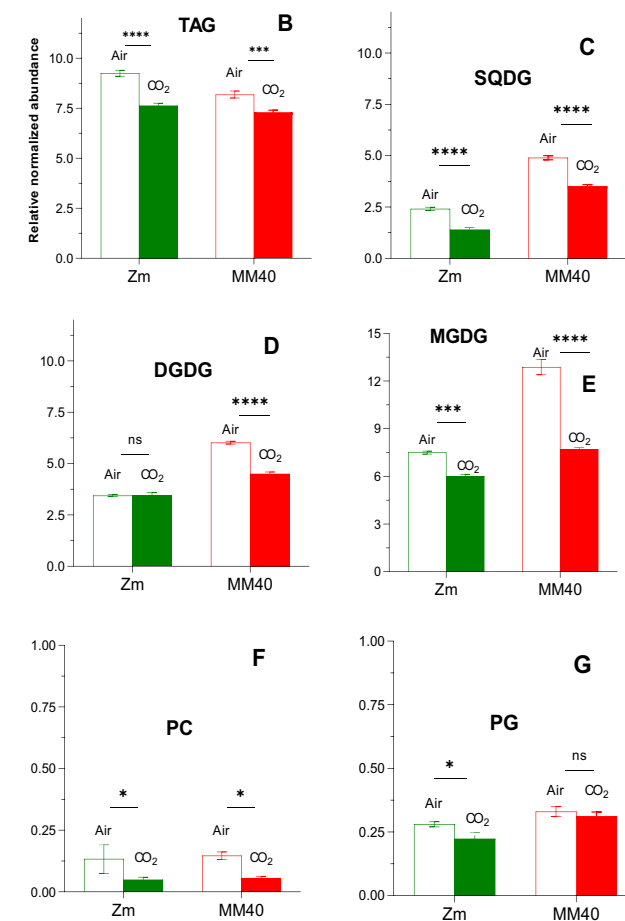 TAG
B
****
***
Air
CO2
Air
CO2
Relative normalized abundance
10.0
7.5
5.0
2.5
0.0
Zm
MM40
C
SQDG
****
****
Air
CO2
Air
CO2
10.0
7.5
5.0
2.5
0.0
Zm
MM40
D
DGDG
ns
****
Air
CO2
Air
CO2
10.0
7.5
5.0
2.5
0.0
Zm
MM40
MGDG
E
***
****
Air
CO2
Air
CO2
15
12
9
6
3
0
Zm
MM40
F
PC
*
*
Air
CO2
Air
CO2
1.00
0.75
0.50
0.25
0.00
Zm
MM40
G
PG
*
ns
Air
CO2
Air
CO2
1.00
0.75
0.50
0.25
0.00
Zm
MM40